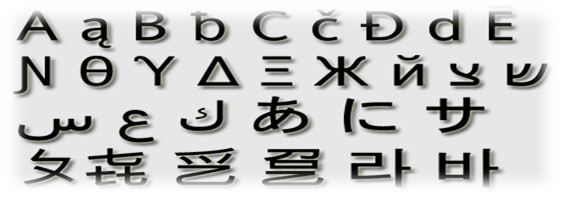 A ą B ƀ C č Đ d Ē
Ɲ θ ϓ Δ Ξ Ж й צ ש
س ع ك あ に サ
라 바